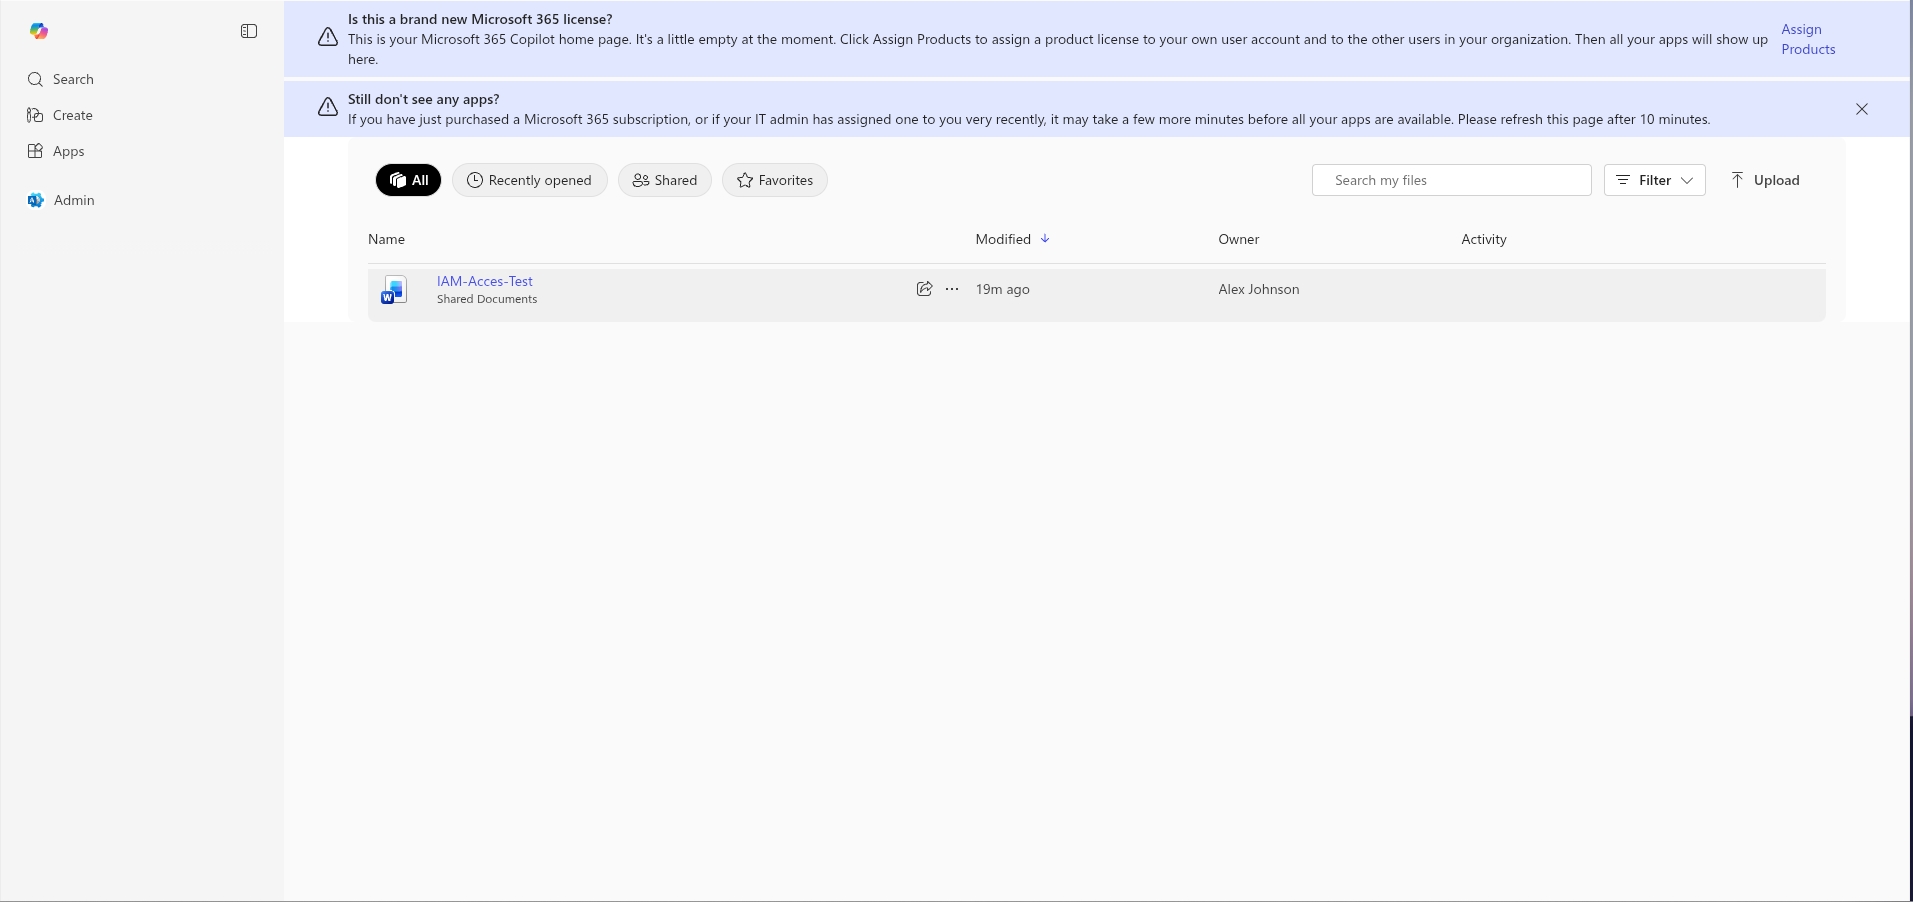 Is this a brand new Microsoft 365 license?
This is your Microsoft 365 Copilot home page. It's a little empty at the moment. Click Assign Products to assign a product license to your own user account and to the other users in your organization. Then all your apps will show up
here.
Assign
Products
Search
Create
Apps
Admin
Still don't see any apps?
If you have just purchased a Microsoft 365 subscription, or if your IT admin has assigned one to you very recently, it may take a few more minutes before all your apps are available. Please refresh this page after 10 minutes.
All
Recently opened
Shared
Favorites
Search my files
Filter
Upload
Name
Modified
Owner
Activity
W
IAM-Acces-Test
Shared Documents
19m ago
Alex Johnson